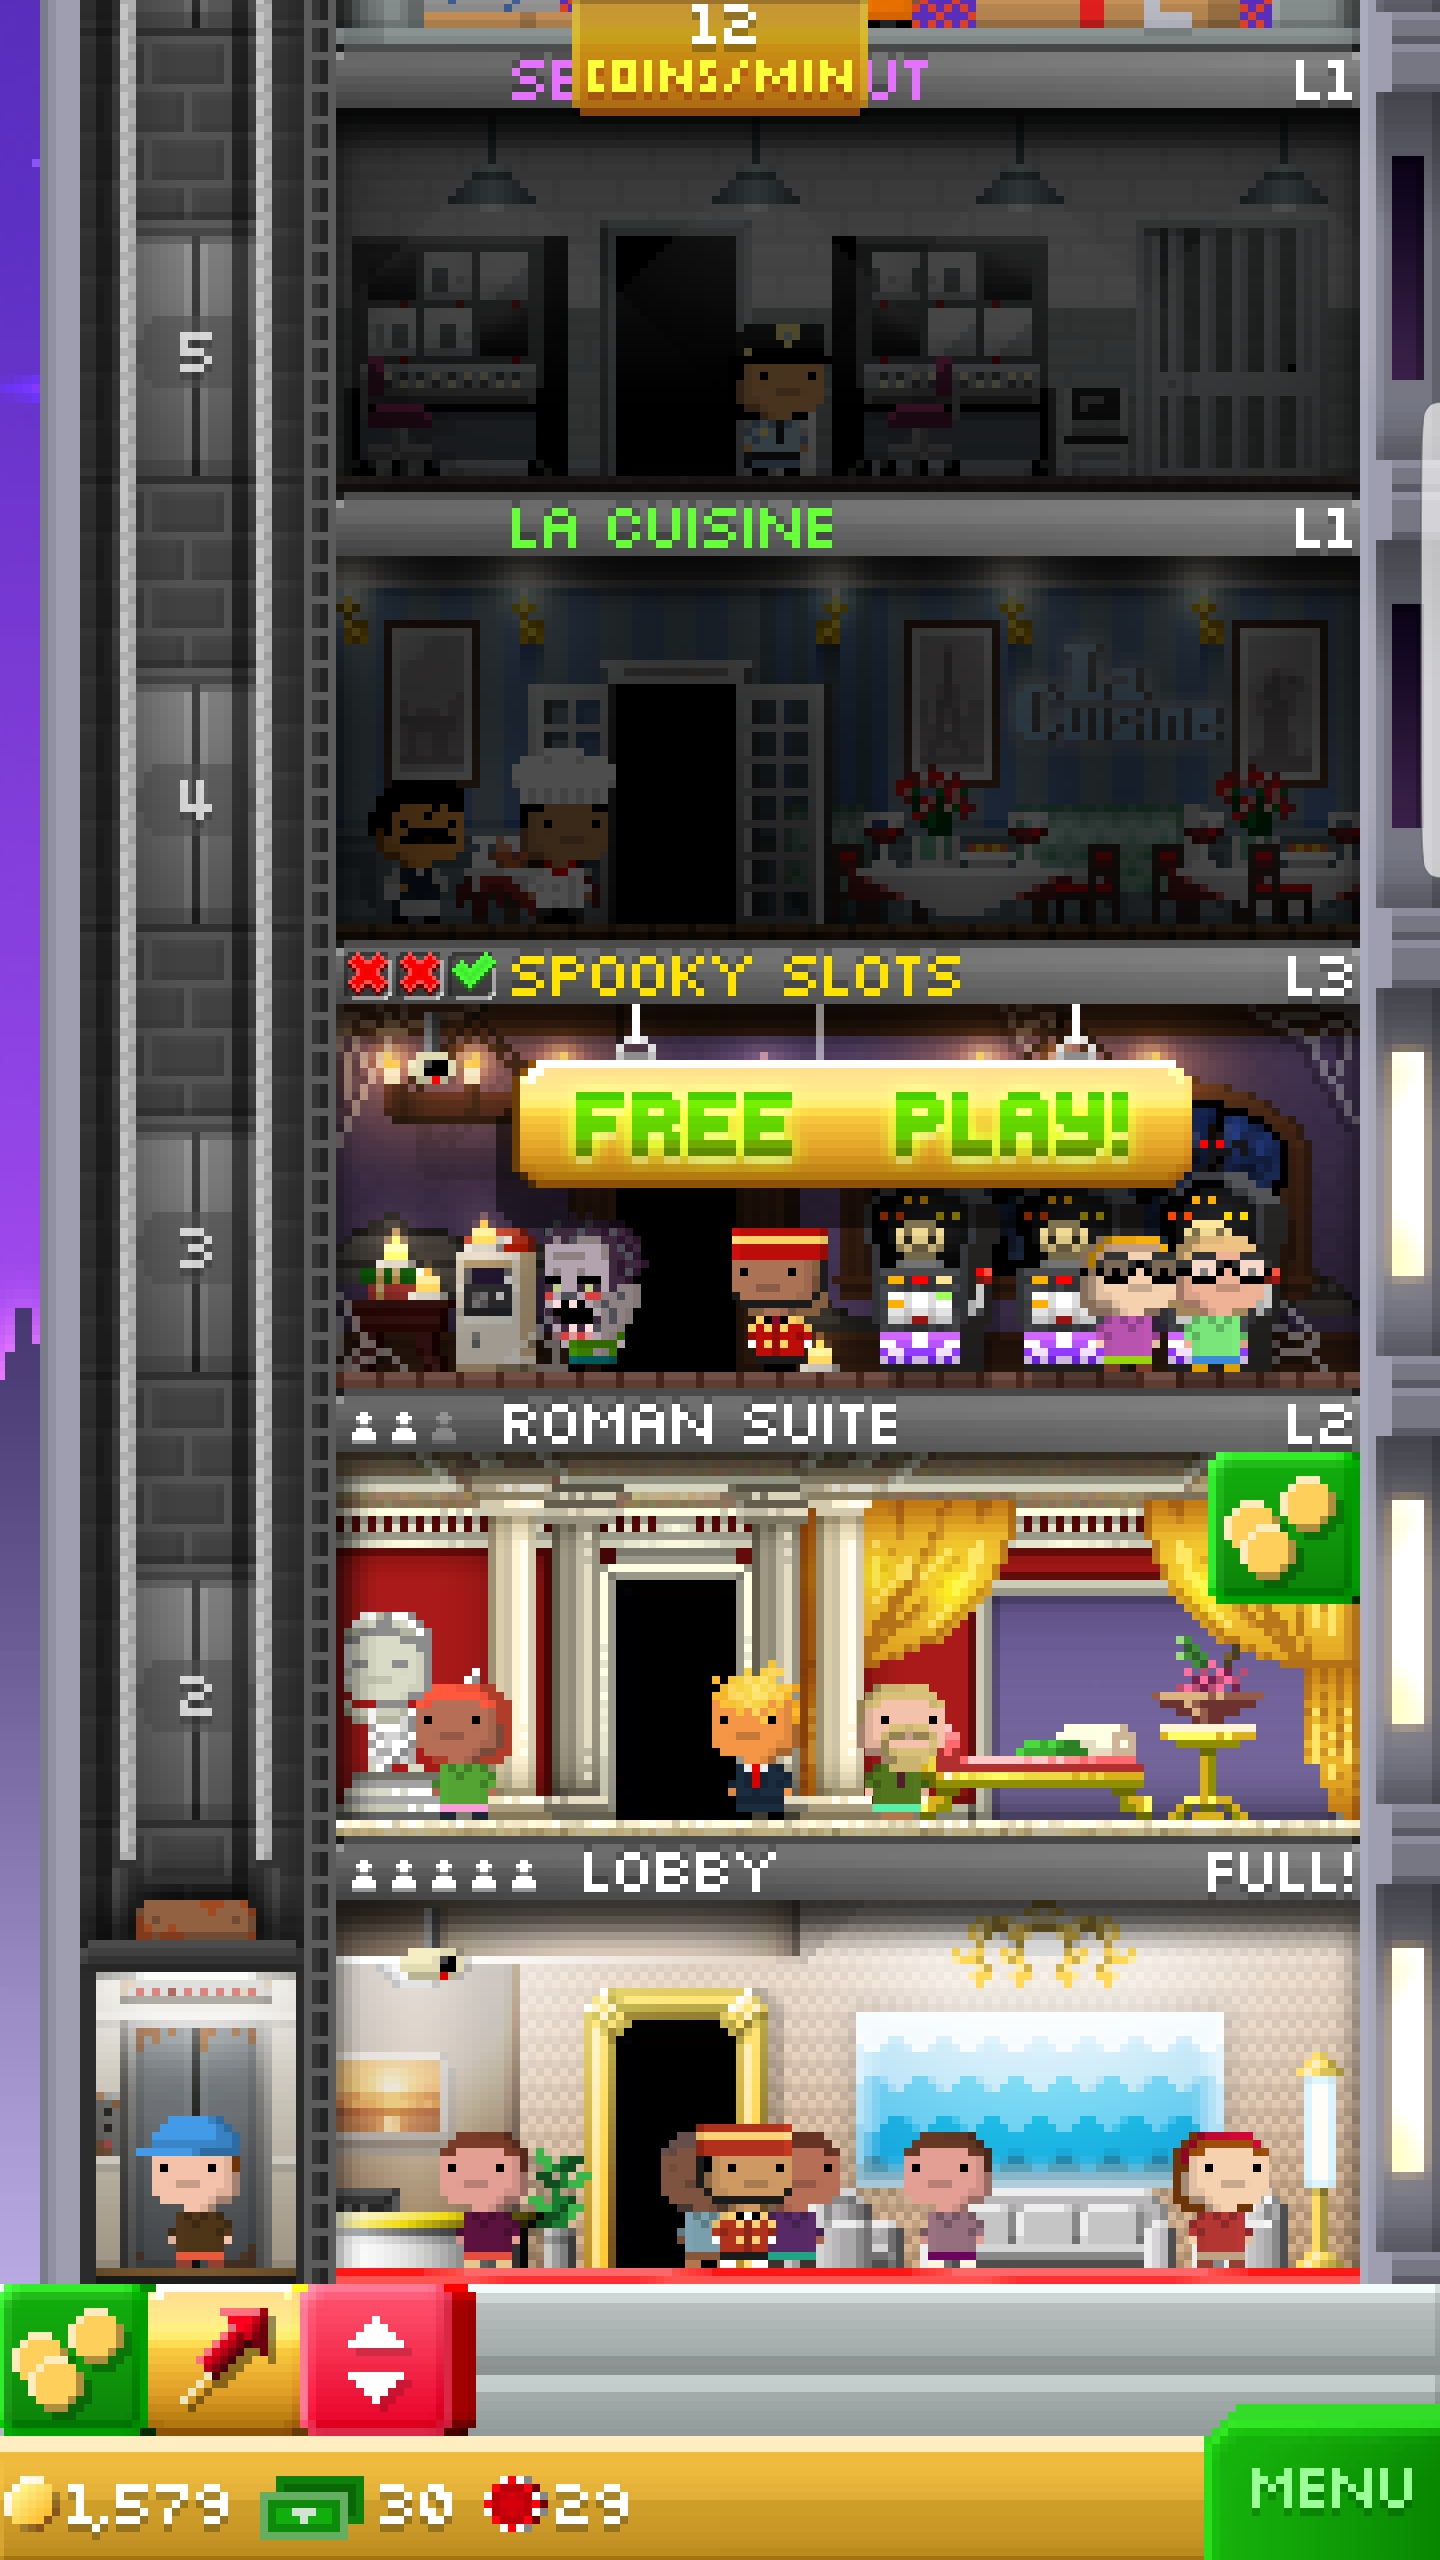 12
COINS/MIN
SE
UT
L1
5
LA CUISINE
L1
La
Cuisine
4
SPOOKY SLOTS
L3
FREE PLAY!
3
ROMAN SUITE
L2
2
LOBBY
FULL!
1,579
30
29
MENU